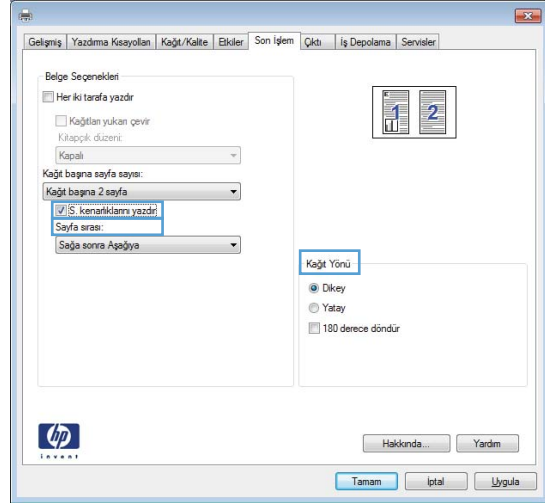 Gelişmiş Yazdırma Kısayolları Kağıt/Kalite Etkiler Son İşlem Çıktı İş Depolama Servisler
Belge Seçenekleri
Her iki tarafa yazdır
Kağıtları yukarı çevir
Kitapçık düzeni:
Kapalı
Kağıt başına sayfa sayısı:
Kağıt başına 2 sayfa
S. kenarlıklarını yazdır
Sayfa sırası:
Sağa sonra Aşağıya
1 2
Kağıt Yönü
Dikey
Yatay
180 derece döndür
hp
invent
Hakkında... Yardım
Tamam İptal Uygula